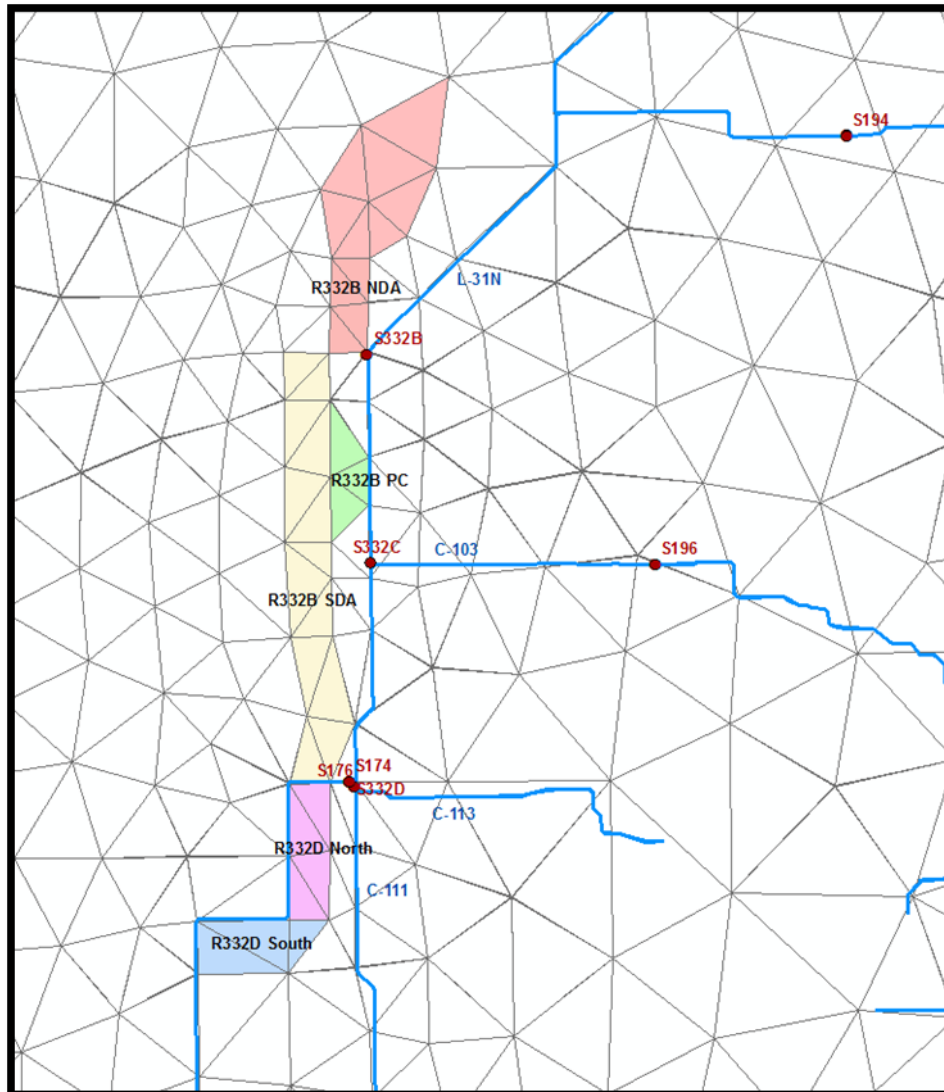 S194
L-31N
R332B NDA
S332B
R332B PC
S332C
C-103
S196
R332B SDA
S174
S176
S332D
C-113
R332D North
C-111
R332D South